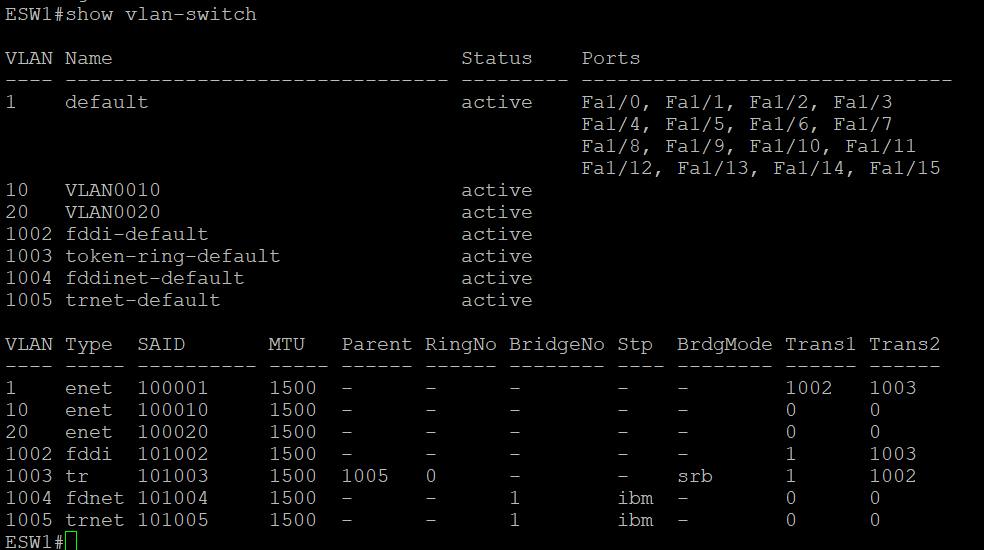 ESW1#show vlan-switch
VLAN Name                             Status    Ports
---- -------------------------------- --------- -------------------------------
1    default                          active    Fa1/0, Fa1/1, Fa1/2, Fa1/3
                                                Fa1/4, Fa1/5, Fa1/6, Fa1/7
                                                Fa1/8, Fa1/9, Fa1/10, Fa1/11
                                                Fa1/12, Fa1/13, Fa1/14, Fa1/15
10   VLAN0010                         active
20   VLAN0020                         active
1002 fddi-default                     active
1003 token-ring-default               active
1004 fddinet-default                  active
1005 trnet-default                    active
VLAN Type  SAID       MTU   Parent RingNo BridgeNo Stp  BrdgMode Trans1 Trans2
---- ----- ---------- ----- ------ ------ -------- ---- -------- ------ ------
1    enet  100001     1500  -      -      -        -    -        1002   1003
10   enet  100010     1500  -      -      -        -    -        0      0
20   enet  100020     1500  -      -      -        -    -        0      0
1002 fddi  101002     1500  -      -      -        -    -        1      1003
1003 tr    101003     1500  1005   0      -        -    srb      1      1002
1004 fdnet 101004     1500  -      -      1        ibm  -        0      0
1005 trnet 101005     1500  -      -      1        ibm  -        0      0
ESW1#